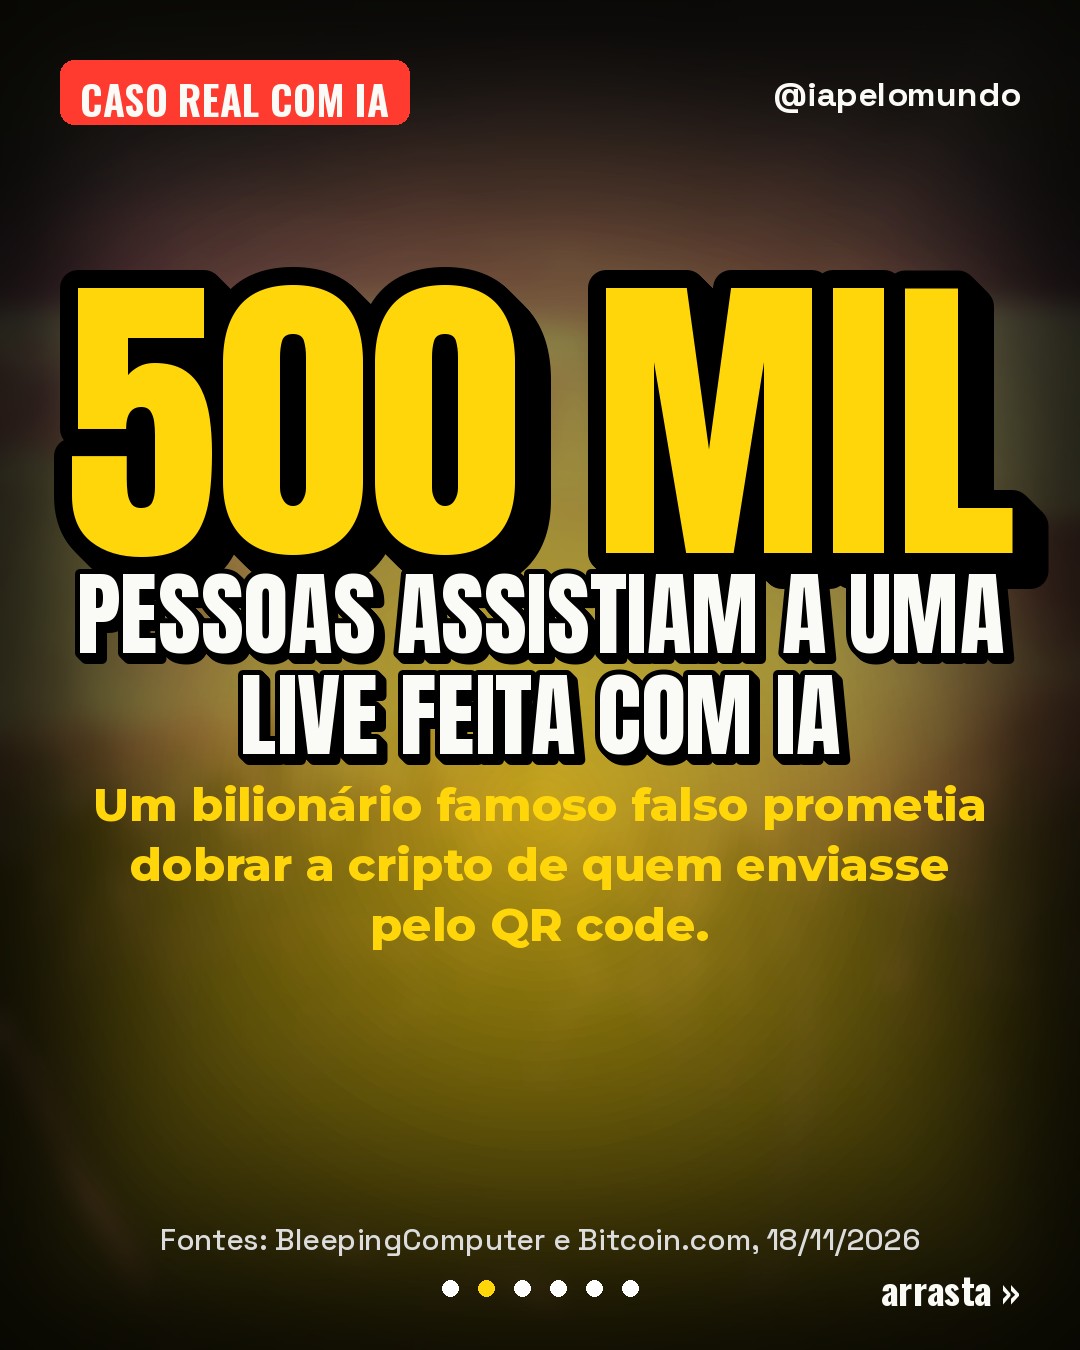 CASO REAL COM IA
@iapelomundo
500 MIL
PESSOAS ASSISTIAM A UMA
LIVE FEITA COM IA
Um bilionário famoso falso prometia
dobrar a cripto de quem enviasse
pelo QR code.
Fontes: BleepingComputer e Bitcoin.com, 18/11/2026
arrasta »